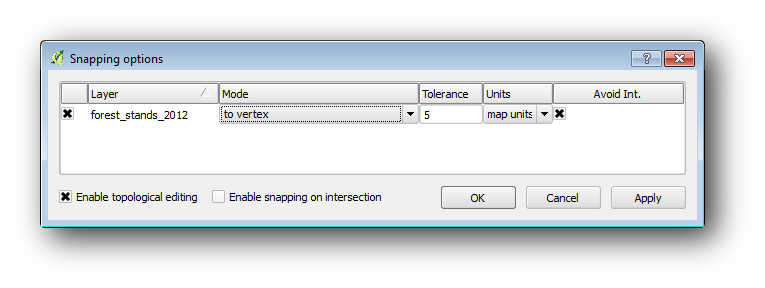 Snapping options
?
Layer Mode Tolerance Units Avoid Int.
forest_stands_2012 to vertex 5 map units
Enable topological editing Enable snapping on intersection OK Cancel Apply